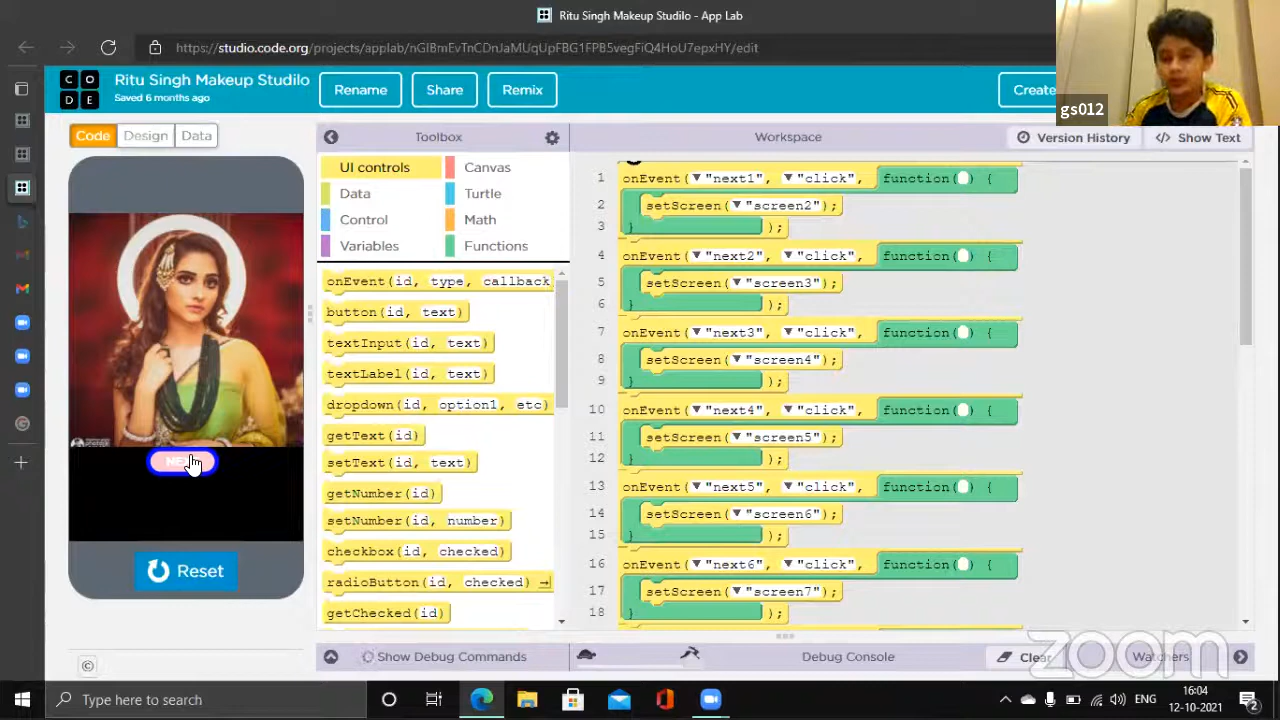 Ritu Singh Makeup Studilo - App Lab
https://studio.code.org/projects/applab/nGlBmEvTnCDnJaMUqUpFBG1FPB5vegFiQ4HoU7epxHY/edit
gs012
C O
D E
Ritu Singh Makeup Studilo
Saved 6 months ago
Rename
Share
Remix
Create
Code
Design
Data
Toolbox
Workspace
Version History
Show Text
UI controls
Canvas
Data
Turtle
Control
Math
Variables
Functions
onEvent(id, type, callback
button(id, text)
textInput(id, text)
textLabel(id, text)
dropdown(id, option1, etc)
getText(id)
setText(id, text)
getNumber(id)
setNumber(id, number)
checkbox(id, checked)
radioButton(id, checked)
getChecked(id)
1 onEvent(▼"next1", ▼"click", function() {
2 setScreen(▼"screen2");
3 } );
4 onEvent(▼"next2", ▼"click", function() {
5 setScreen(▼"screen3");
6 } );
7 onEvent(▼"next3", ▼"click", function() {
8 setScreen(▼"screen4");
9 } );
10 onEvent(▼"next4", ▼"click", function() {
11 setScreen(▼"screen5");
12 } );
13 onEvent(▼"next5", ▼"click", function() {
14 setScreen(▼"screen6");
15 } );
16 onEvent(▼"next6", ▼"click", function() {
17 setScreen(▼"screen7");
18 } );
Reset
Show Debug Commands
Debug Console
Clear
Watchers
zoom
Type here to search
ENG
16:04
12-10-2021
2